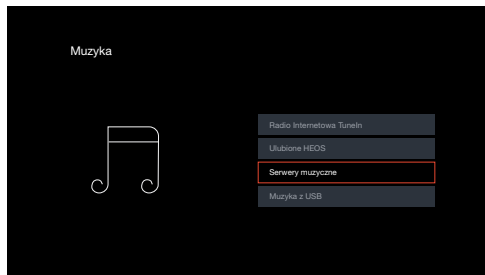 Muzyka
Radio Internetowa TuneIn
Ulubione HEOS
Serwery muzyczne
Muzyka z USB